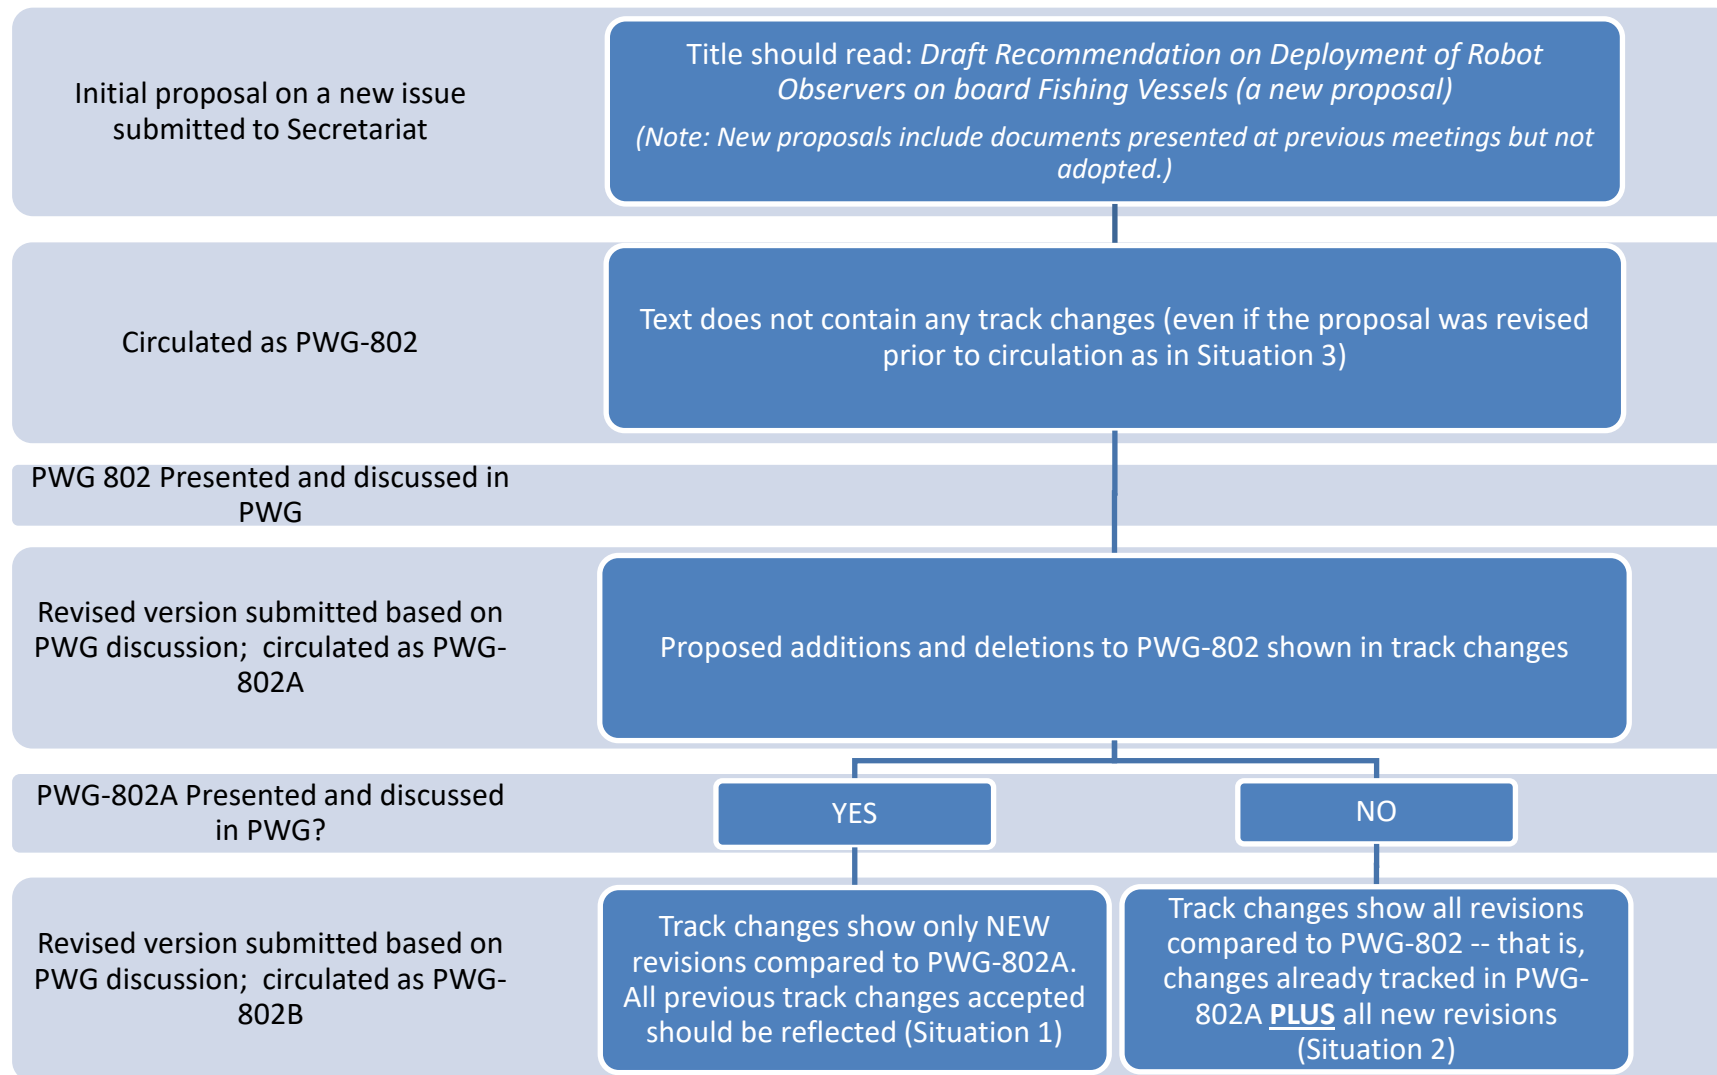 Initial proposal on a new issue
submitted to Secretariat
Title should read: Draft Recommendation on Deployment of Robot
Observers on board Fishing Vessels (a new proposal)
(Note: New proposals include documents presented at previous meetings but not
adopted.)
Circulated as PWG-802
Text does not contain any track changes (even if the proposal was revised
prior to circulation as in Situation 3)
PWG 802 Presented and discussed in
PWG
Revised version submitted based on
PWG discussion;  circulated as PWG-
802A
Proposed additions and deletions to PWG-802 shown in track changes
PWG-802A Presented and discussed
in PWG?
YES
NO
Revised version submitted based on
PWG discussion;  circulated as PWG-
802B
Track changes show only NEW
revisions compared to PWG-802A.
All previous track changes accepted
should be reflected (Situation 1)
Track changes show all revisions
compared to PWG-802 -- that is,
changes already tracked in PWG-
802A PLUS all new revisions
(Situation 2)